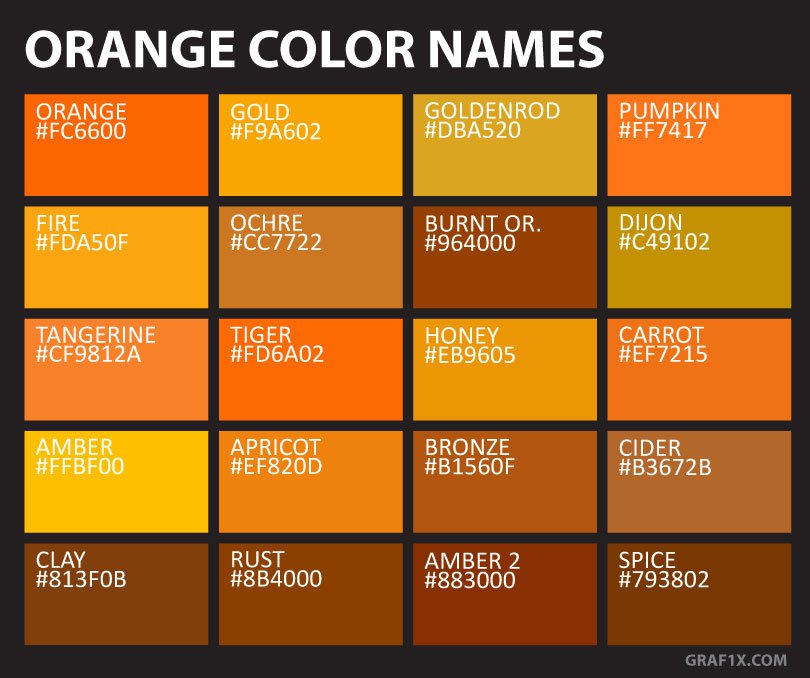 ORANGE COLOR NAMES
ORANGE
#FC6600
GOLD
#F9A602
GOLDENROD
#DBA520
PUMPKIN
#FF7417
FIRE
#FDA50F
OCHRE
#CC7722
BURNT OR.
#964000
DIJON
#C49102
TANGERINE
#CF9812A
TIGER
#FD6A02
HONEY
#EB9605
CARROT
#EF7215
AMBER
#FFBF00
APRICOT
#EF820D
BRONZE
#B1560F
CIDER
#B3672B
CLAY
#813F0B
RUST
#8B4000
AMBER 2
#883000
SPICE
#793802
GRAF1X.COM